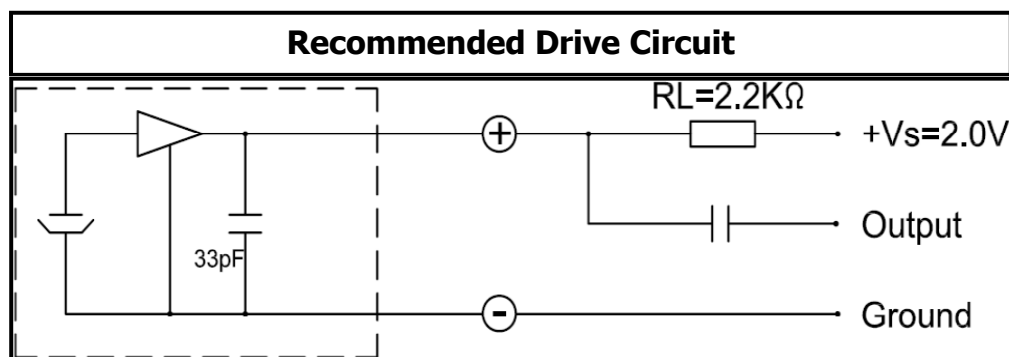 Recommended Drive Circuit
RL=2.2KΩ
+
+Vs=2.0V
Output
33pF
-
Ground